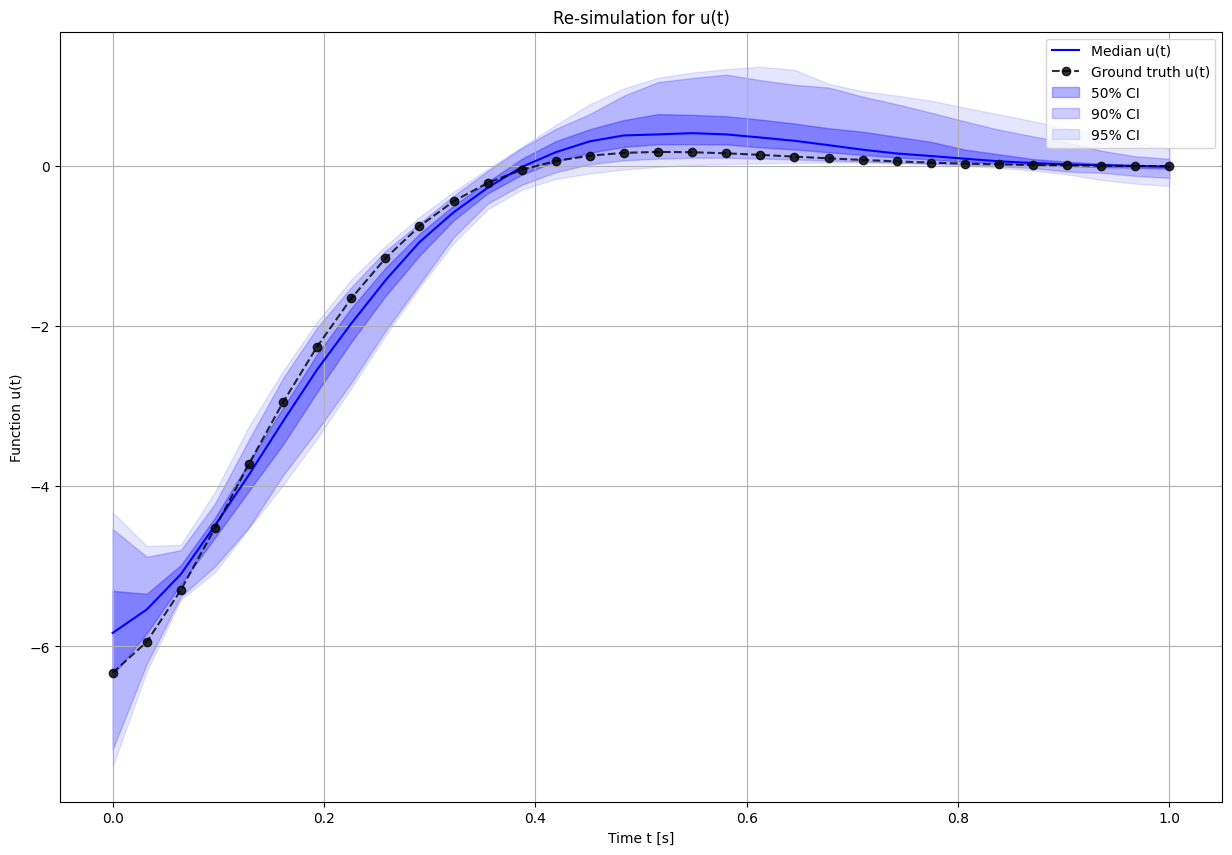 Re-simulation for u(t)
Median u(t)
Ground truth u(t)
50% CI
90% CI
95% CI
0
−2
−4
−6
Function u(t)
0.0 0.2 0.4 0.6 0.8 1.0
Time t [s]